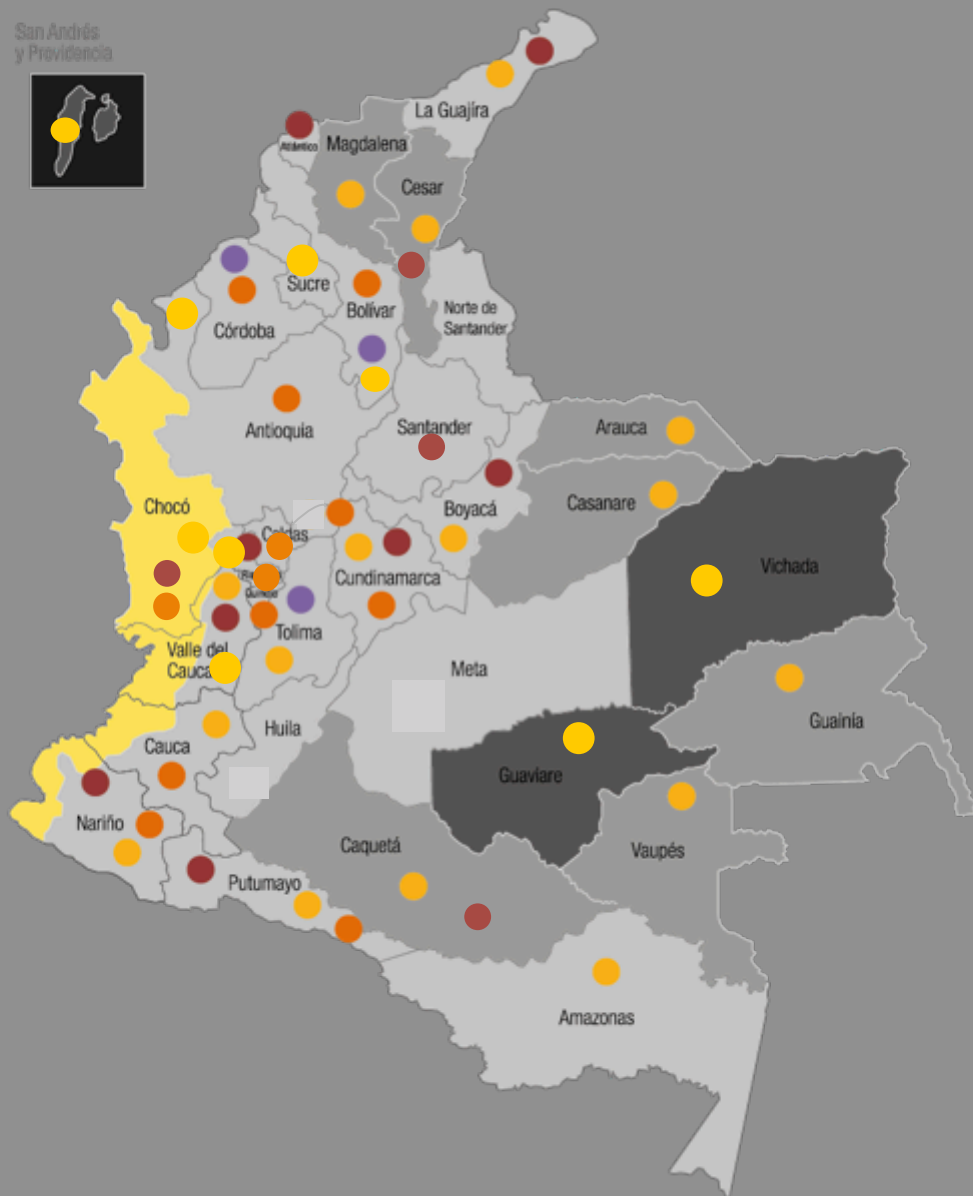 San Andrés
y Providencia
La Guajira
Atlántico
Magdalena
Cesar
Sucre
Bolívar
Norte de
Santander
Córdoba
Antioquia
Santander
Arauca
Chocó
Boyacá
Casanare
Caldas
Vichada
Cundinamarca
Quindío
Tolima
Valle del
Cauca
Meta
Guainía
Huila
Cauca
Guaviare
Nariño
Caquetá
Vaupés
Putumayo
Amazonas